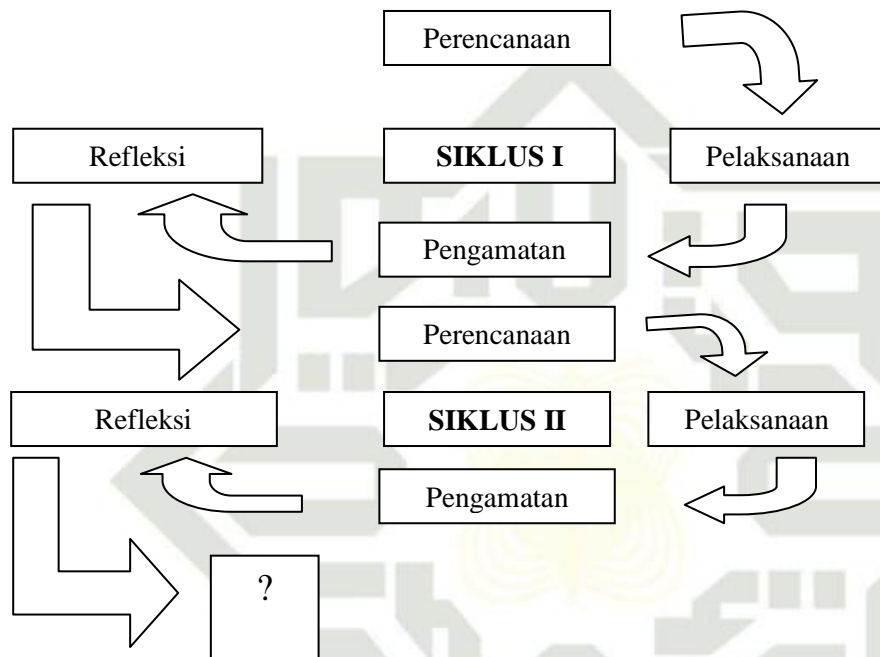 Perencanaan
Refleksi
SIKLUS I
Pelaksanaan
Pengamatan
Perencanaan
Refleksi
SIKLUS II
Pelaksanaan
Pengamatan
?